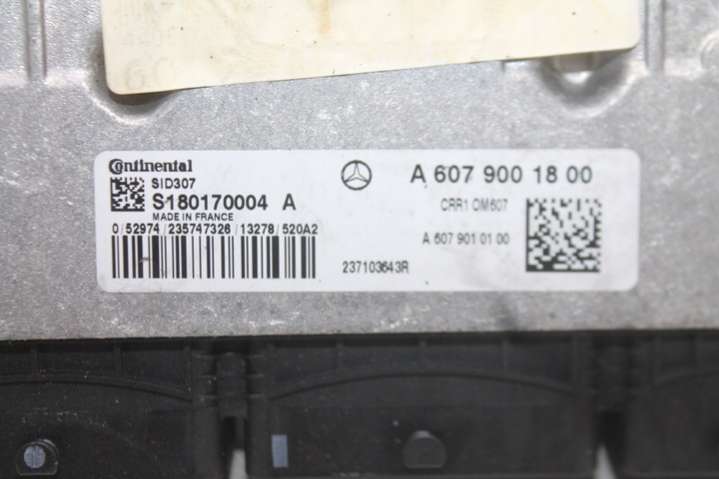 Continental
SID307
S180170004 A
MADE IN FRANCE
0/52974/235747326/13278/520A2
A 607 900 18 00
CRR1 OM607
A 607 901 01 00
237103643R